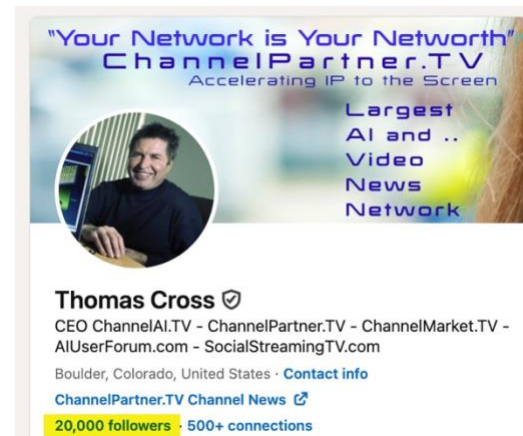 "Your Network is Your Networth"
ChannelPartner.TV
Accelerating IP to the Screen
Largest
AI and ..
Video
News
Network
Thomas Cross
CEO ChannelAI.TV - ChannelPartner.TV - ChannelMarket.TV -
AIUserForum.com - SocialStreamingTV.com
Boulder, Colorado, United States · Contact info
ChannelPartner.TV Channel News
20,000 followers · 500+ connections